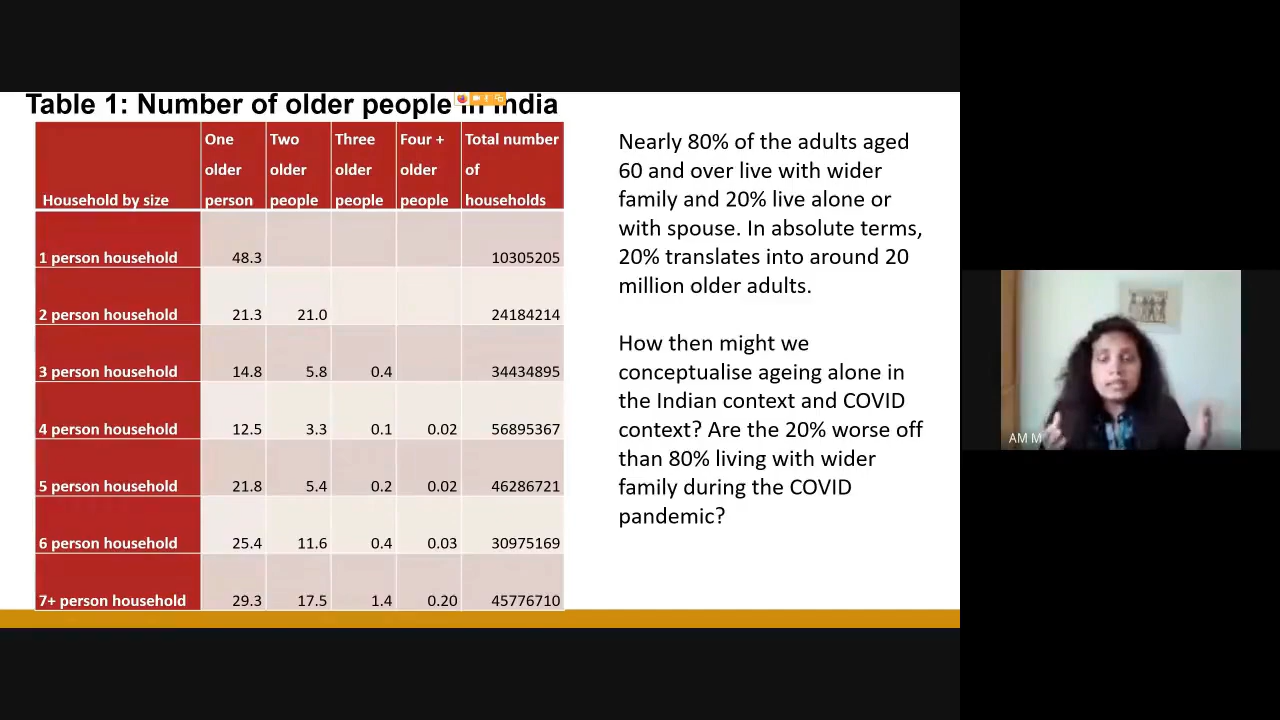 Table 1: Number of older people in India
Household by size | One older person | Two older people | Three older people | Four + older people | Total number of households
1 person household | 48.3 | | | | 10305205
2 person household | 21.3 | 21.0 | | | 24184214
3 person household | 14.8 | 5.8 | 0.4 | | 34434895
4 person household | 12.5 | 3.3 | 0.1 | 0.02 | 56895367
5 person household | 21.8 | 5.4 | 0.2 | 0.02 | 46286721
6 person household | 25.4 | 11.6 | 0.4 | 0.03 | 30975169
7+ person household | 29.3 | 17.5 | 1.4 | 0.20 | 45776710
Nearly 80% of the adults aged
60 and over live with wider
family and 20% live alone or
with spouse. In absolute terms,
20% translates into around 20
million older adults.
How then might we
conceptualise ageing alone in
the Indian context and COVID
context? Are the 20% worse off
than 80% living with wider
family during the COVID
pandemic?
AM M